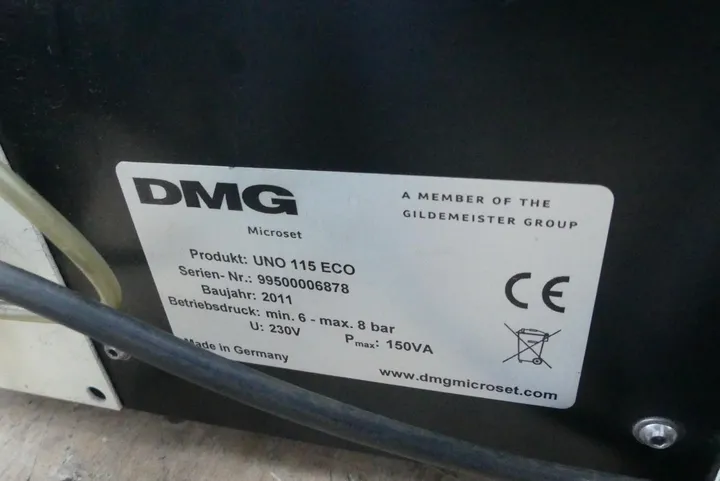 DMG
A MEMBER OF THE
GILDEMEISTER GROUP
Microset
Produkt: UNO 115 ECO
Serien- Nr.: 99500006878
Baujahr: 2011
Betriebsdruck: min. 6 - max. 8 bar
U: 230V Pmax: 150VA
Made in Germany
CE
www.dmgmicroset.com